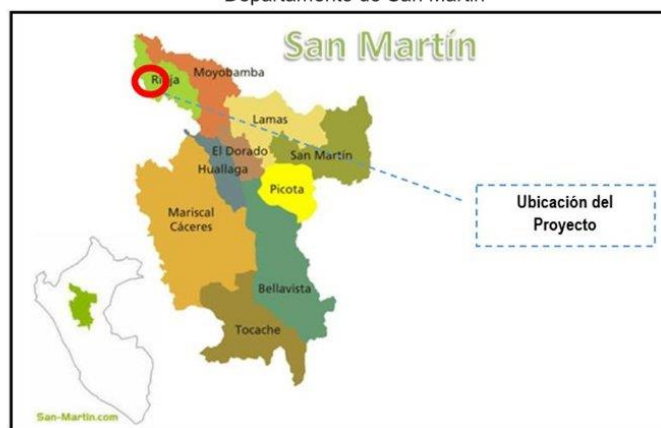 Departamento de San Martín
San Martín
Rioja
Moyobamba
Lamas
El Dorado
San Martín
Huallaga
Picota
Mariscal
Cáceres
Bellavista
Tocache
Ubicación del
Proyecto
San-Martin.com